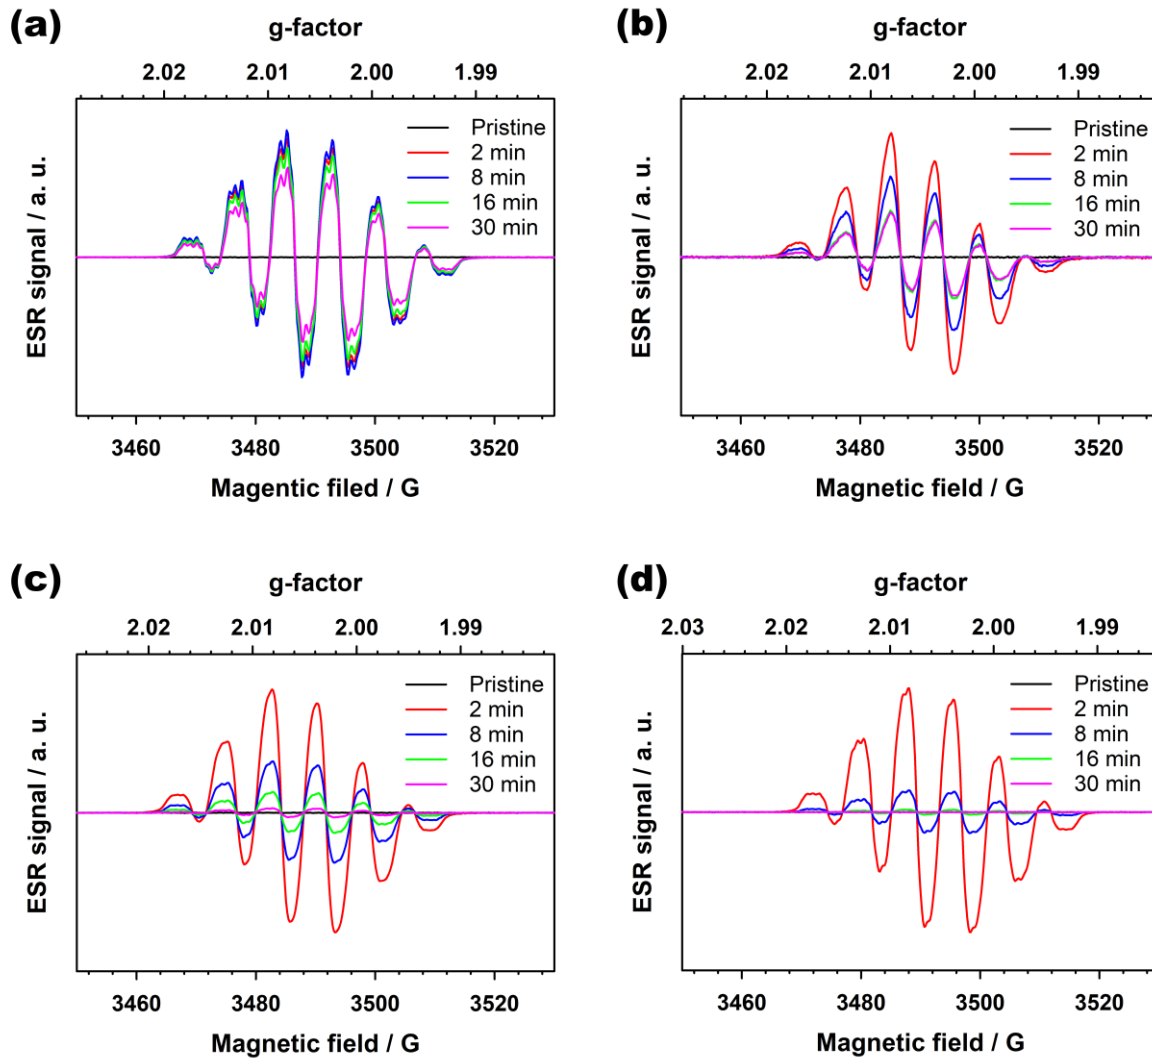 (a)
g-factor
2.02 2.01 2.00 1.99
ESR signal / a. u.
Pristine
2 min
8 min
16 min
30 min
3460 3480 3500 3520
Magentic filed / G
(b)
g-factor
2.02 2.01 2.00 1.99
ESR signal / a. u.
Pristine
2 min
8 min
16 min
30 min
3460 3480 3500 3520
Magnetic field / G
(c)
g-factor
2.02 2.01 2.00 1.99
ESR signal / a. u.
Pristine
2 min
8 min
16 min
30 min
3460 3480 3500 3520
Magnetic field / G
(d)
g-factor
2.03 2.02 2.01 2.00 1.99
ESR signal / a. u.
Pristine
2 min
8 min
16 min
30 min
3460 3480 3500 3520
Magnetic field / G